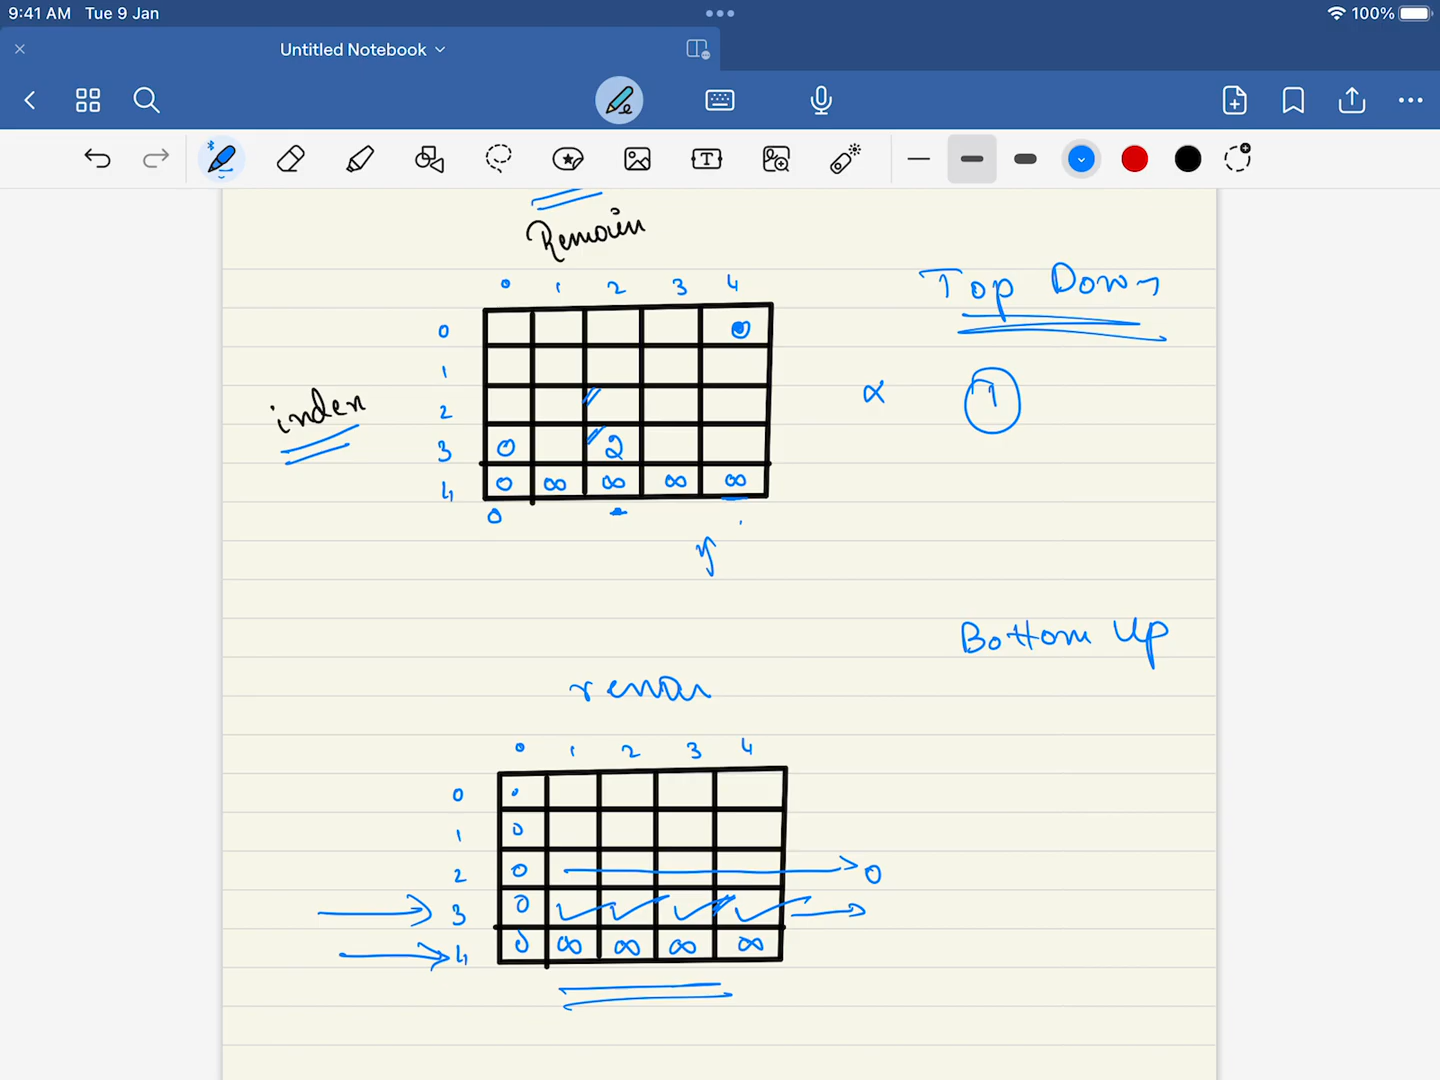 9:41 AM Tue 9 Jan
100%
Untitled Notebook
Remain
0 1 2 3 4
Top Down
0
1
index
2
3 0 2
4 0 ∞ ∞ ∞ ∞
0
Bottom Up
0 1 2 3 4
0
1 0
2 0 0
3 0
4 0 ∞ ∞ ∞ ∞